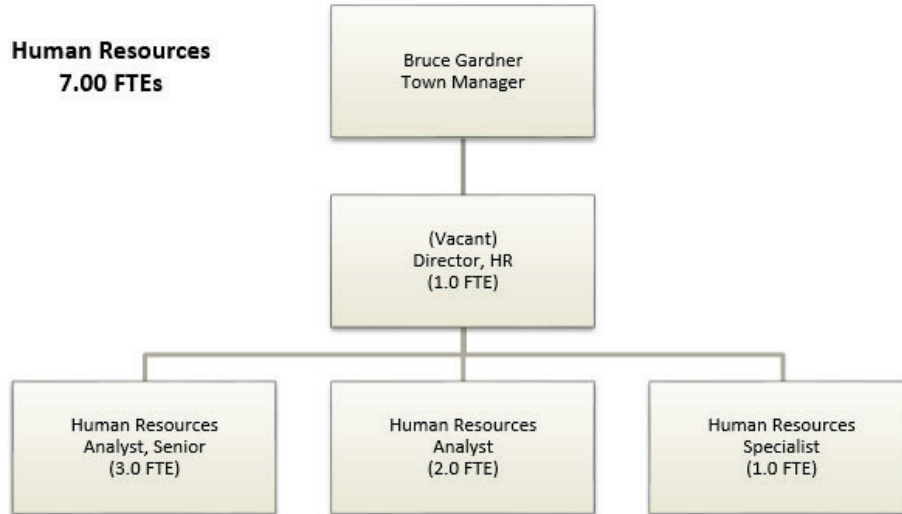 Human Resources
7.00 FTEs
Bruce Gardner
Town Manager
(Vacant)
Director, HR
(1.0 FTE)
Human Resources
Analyst, Senior
(3.0 FTE)
Human Resources
Analyst
(2.0 FTE)
Human Resources
Specialist
(1.0 FTE)